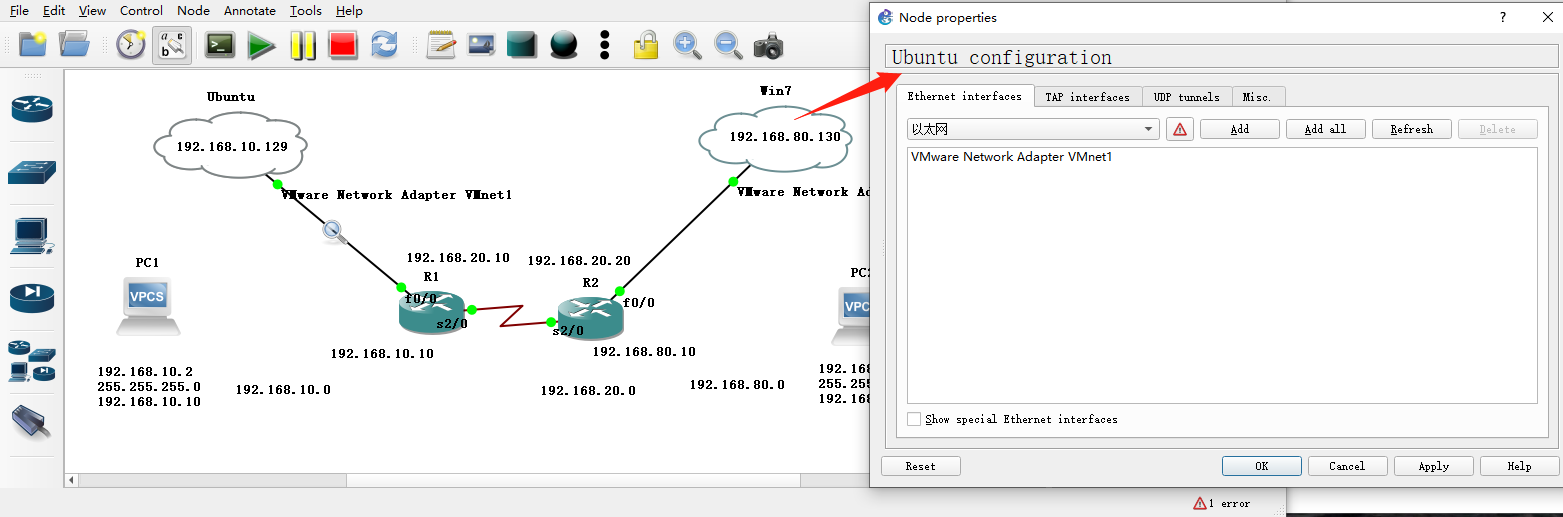 File Edit View Control Node Annotate Tools Help
Node properties
?
Ubuntu configuration
Ethernet interfaces TAP interfaces UDP tunnels Misc.
以太网
Add Add all Refresh Delete
VMware Network Adapter VMnet1
Show special Ethernet interfaces
Reset OK Cancel Apply Help
Ubuntu
192.168.10.129
VMware Network Adapter VMnet1
Win7
192.168.80.130
VMware Network Ada
PC1
VPCS
192.168.10.2
255.255.255.0
192.168.10.10
192.168.20.10
R1
f0/0
s2/0
192.168.10.10
192.168.10.0
192.168.20.20
R2
f0/0
s2/0
192.168.80.10
192.168.20.0
192.168.80.0
PC2
VPC
192.168
255.255
192.168
1 error